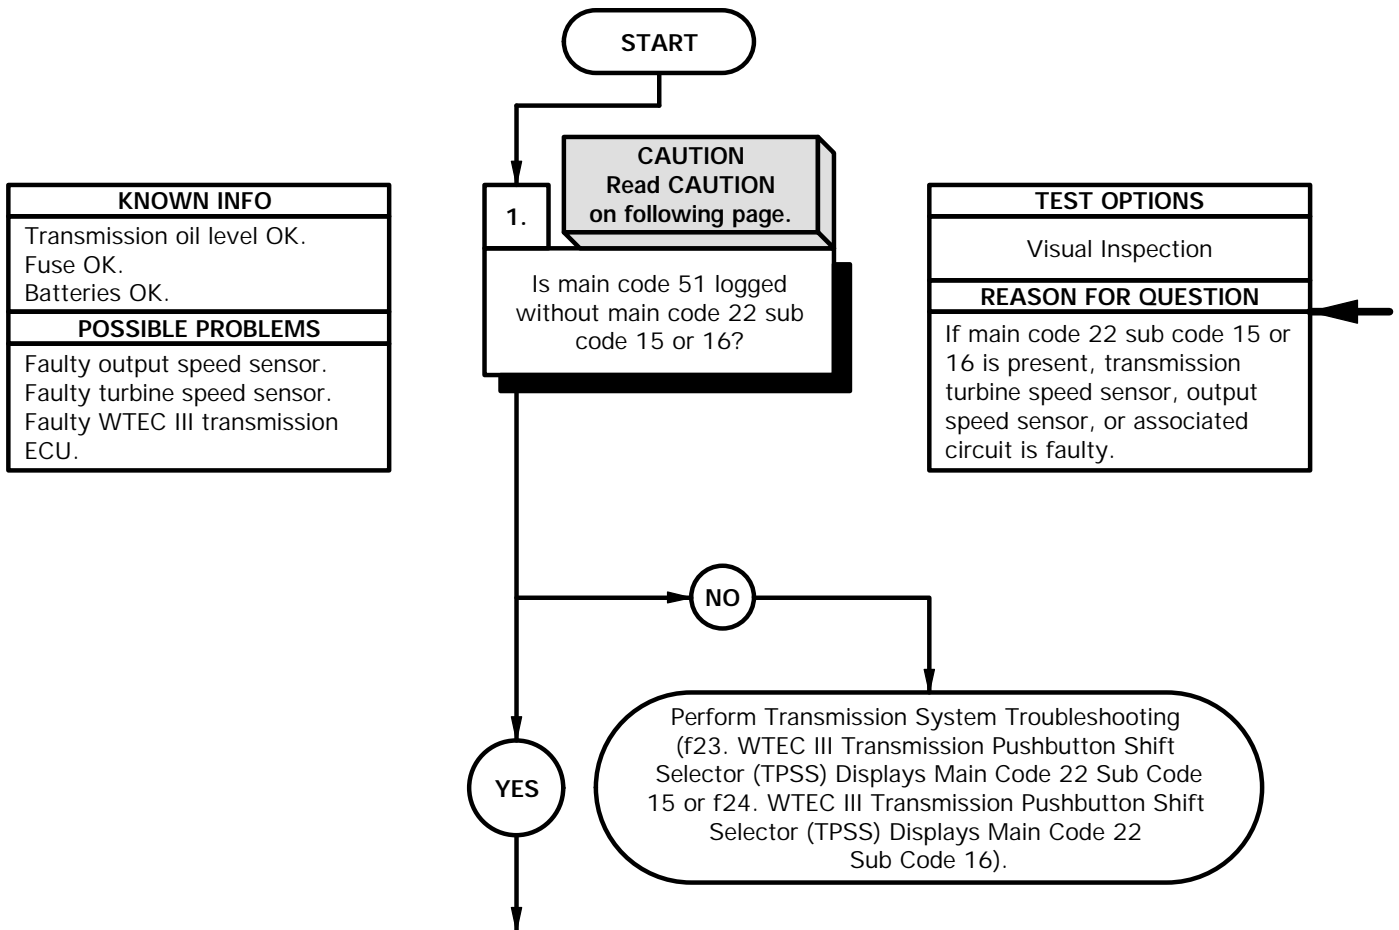 START
CAUTION
Read CAUTION
on following page.
1.
Is main code 51 logged
without main code 22 sub
code 15 or 16?
KNOWN INFO
Transmission oil level OK.
Fuse OK.
Batteries OK.
POSSIBLE PROBLEMS
Faulty output speed sensor.
Faulty turbine speed sensor.
Faulty WTEC III transmission
ECU.
TEST OPTIONS
Visual Inspection
REASON FOR QUESTION
If main code 22 sub code 15 or
16 is present, transmission
turbine speed sensor, output
speed sensor, or associated
circuit is faulty.
NO
YES
Perform Transmission System Troubleshooting
(f23. WTEC III Transmission Pushbutton Shift
Selector (TPSS) Displays Main Code 22 Sub Code
15 or f24. WTEC III Transmission Pushbutton Shift
Selector (TPSS) Displays Main Code 22
Sub Code 16).